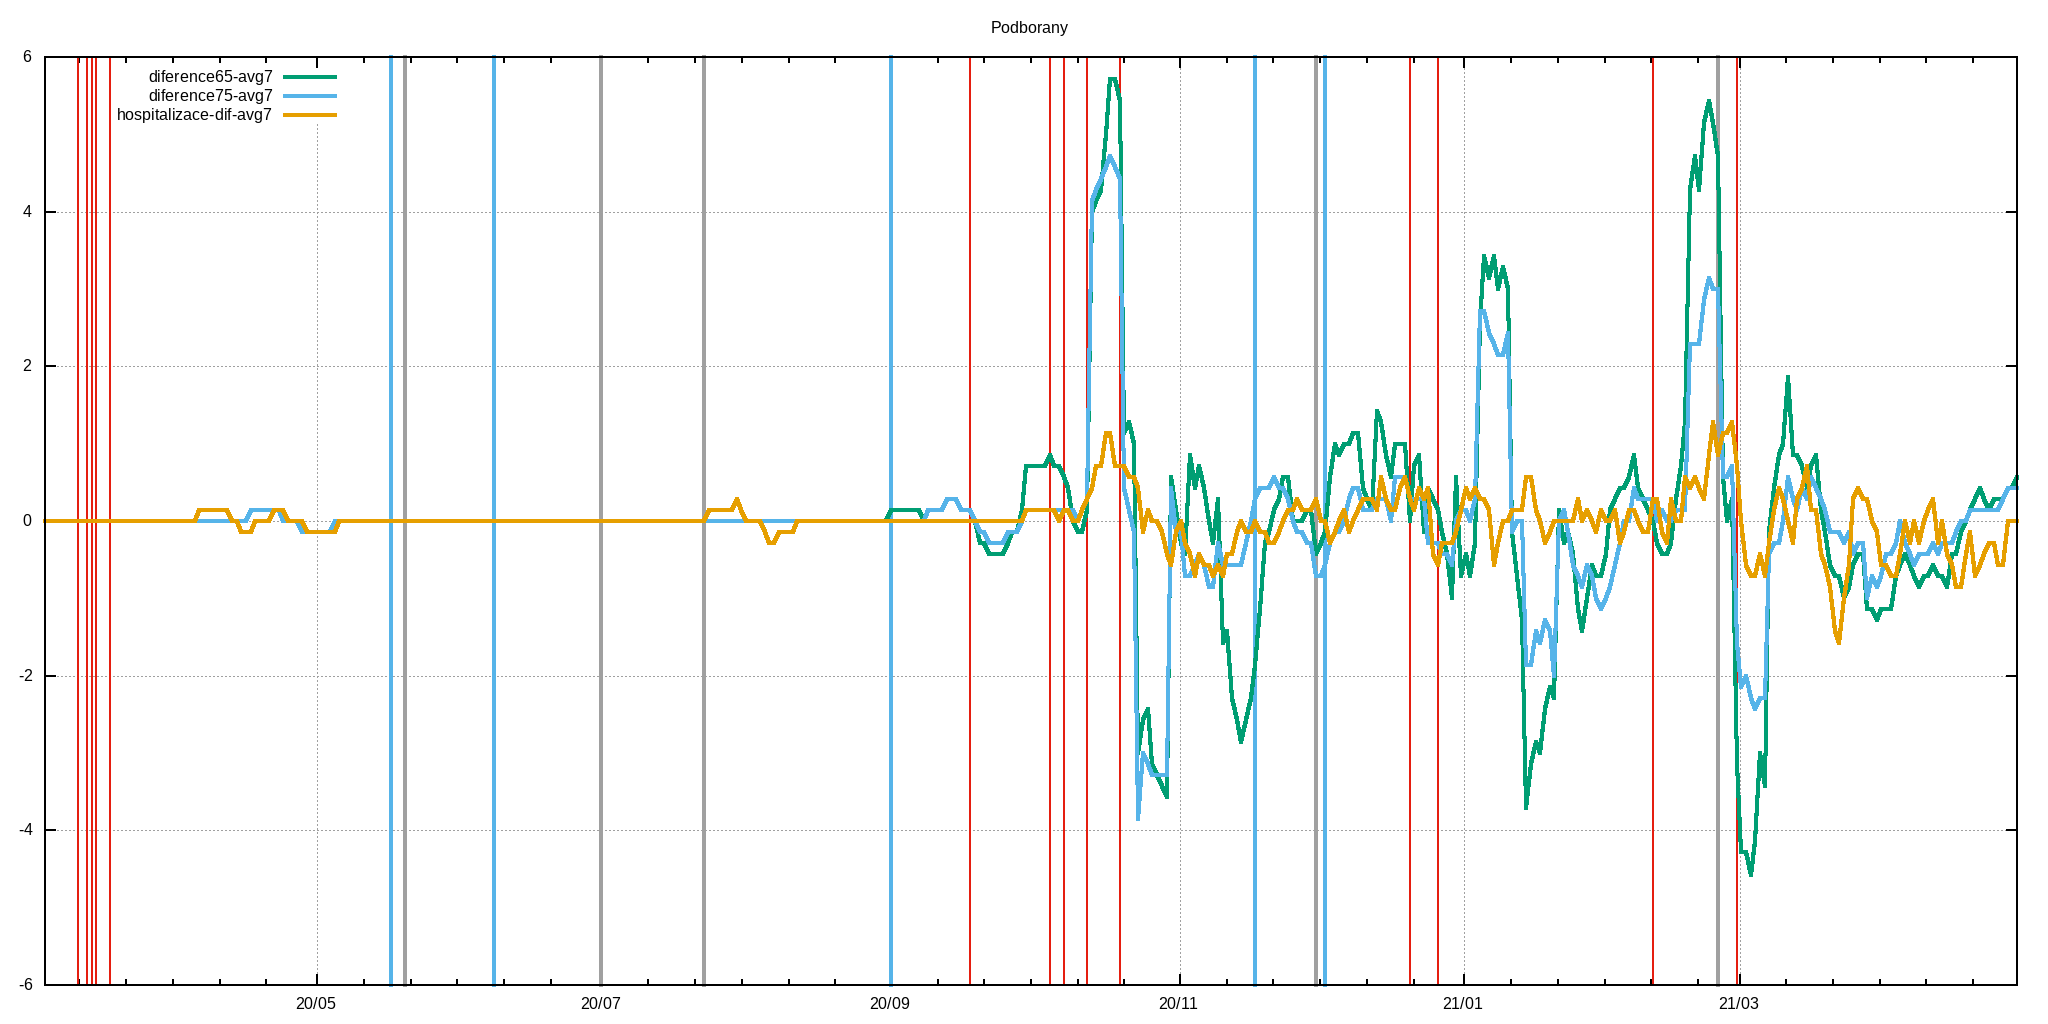 Podborany
diference65-avg7
diference75-avg7
hospitalizace-dif-avg7
6
4
2
0
-2
-4
-6
20/05 20/07 20/09 20/11 21/01 21/03